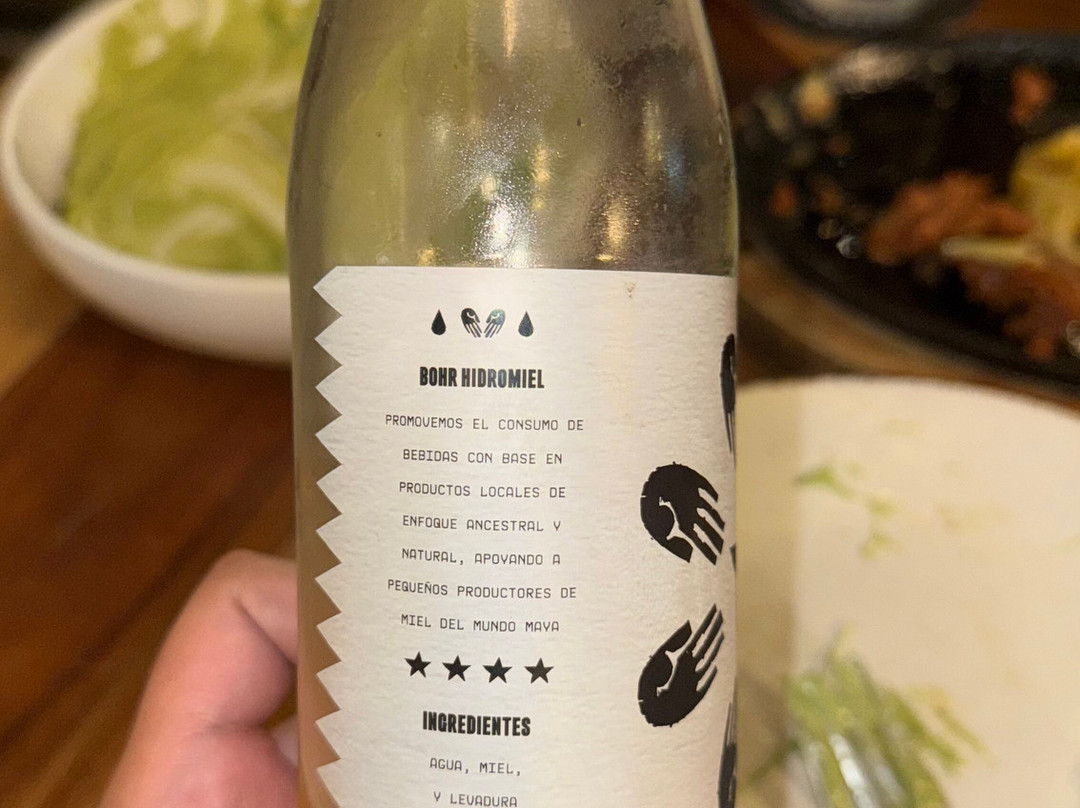 BOHR HIDROMIEL
PROMOVEMOS EL CONSUMO DE
BEBIDAS CON BASE EN
PRODUCTOS LOCALES DE
ENFOQUE ANCESTRAL Y
NATURAL, APOYANDO A
PEQUEÑOS PRODUCTORES DE
MIEL DEL MUNDO MAYA
INGREDIENTES
AGUA, MIEL,
Y LEVADURA